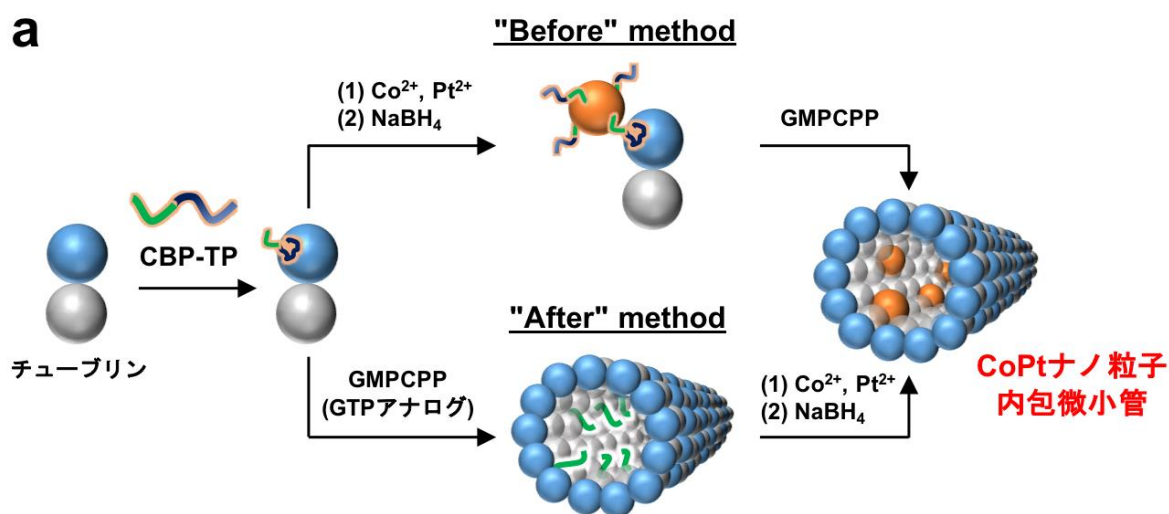 a
"Before" method
(1) Co²⁺, Pt²⁺
(2) NaBH₄
GMPCPP
CBP-TP
チューブリン
"After" method
GMPCPP
(GTPアナログ)
(1) Co²⁺, Pt²⁺
(2) NaBH₄
CoPtナノ粒子
内包微小管